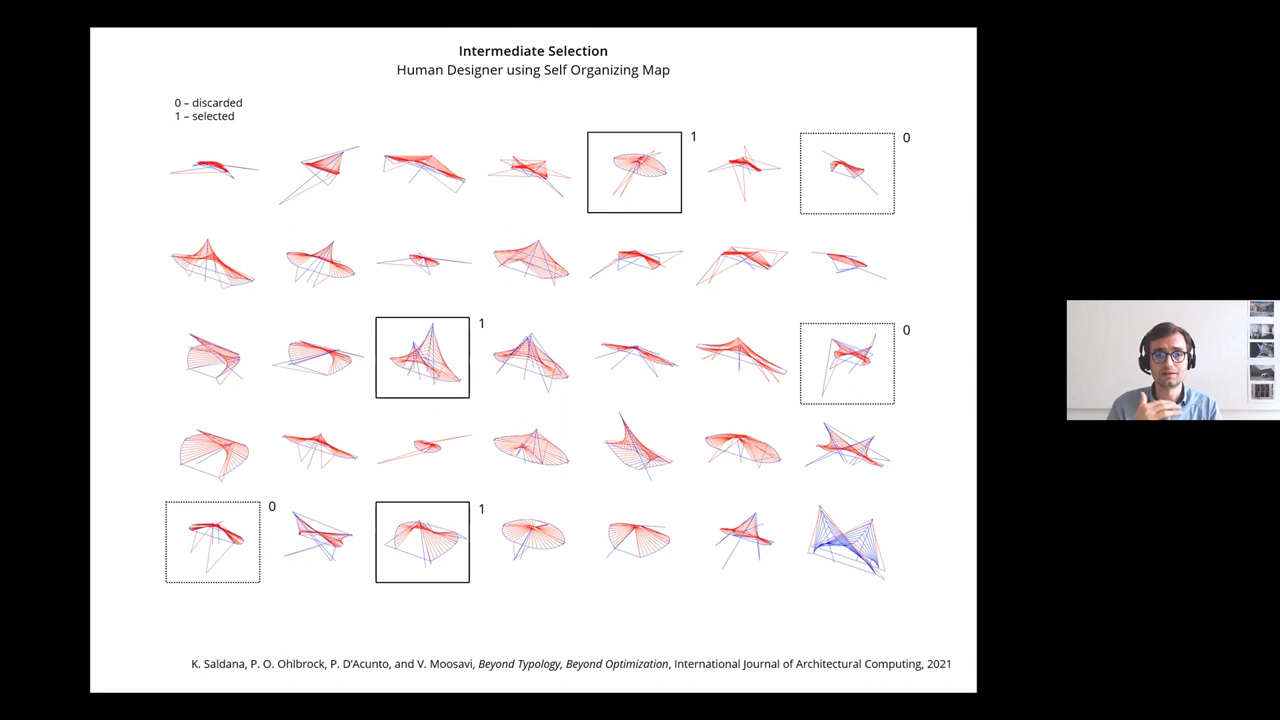 Intermediate Selection
Human Designer using Self Organizing Map
0 – discarded
1 – selected
1
0
1
0
0
1
K. Saldana, P. O. Ohlbrock, P. D'Acunto, and V. Moosavi, Beyond Typology, Beyond Optimization, International Journal of Architectural Computing, 2021